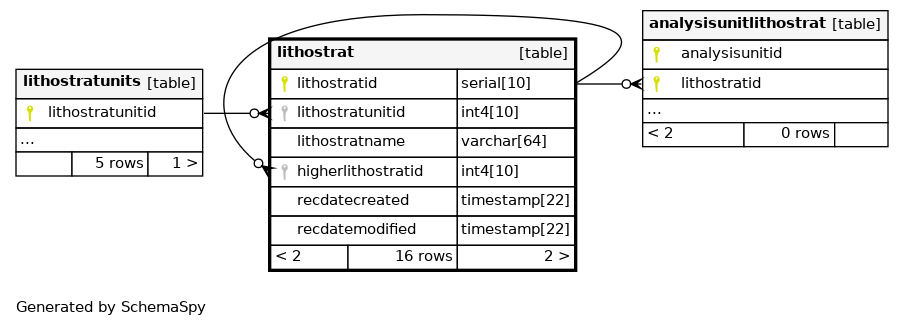 lithostratunits [table]
lithostratunitid
...
5 rows 1 >
lithostrat [table]
lithostratid serial[10]
lithostratunitid int4[10]
lithostratname varchar[64]
higherlithostratid int4[10]
recdatecreated timestamp[22]
recdatemodified timestamp[22]
< 2 16 rows 2 >
analysisunitlithostrat [table]
analysisunitid
lithostratid
...
< 2 0 rows
Generated by SchemaSpy